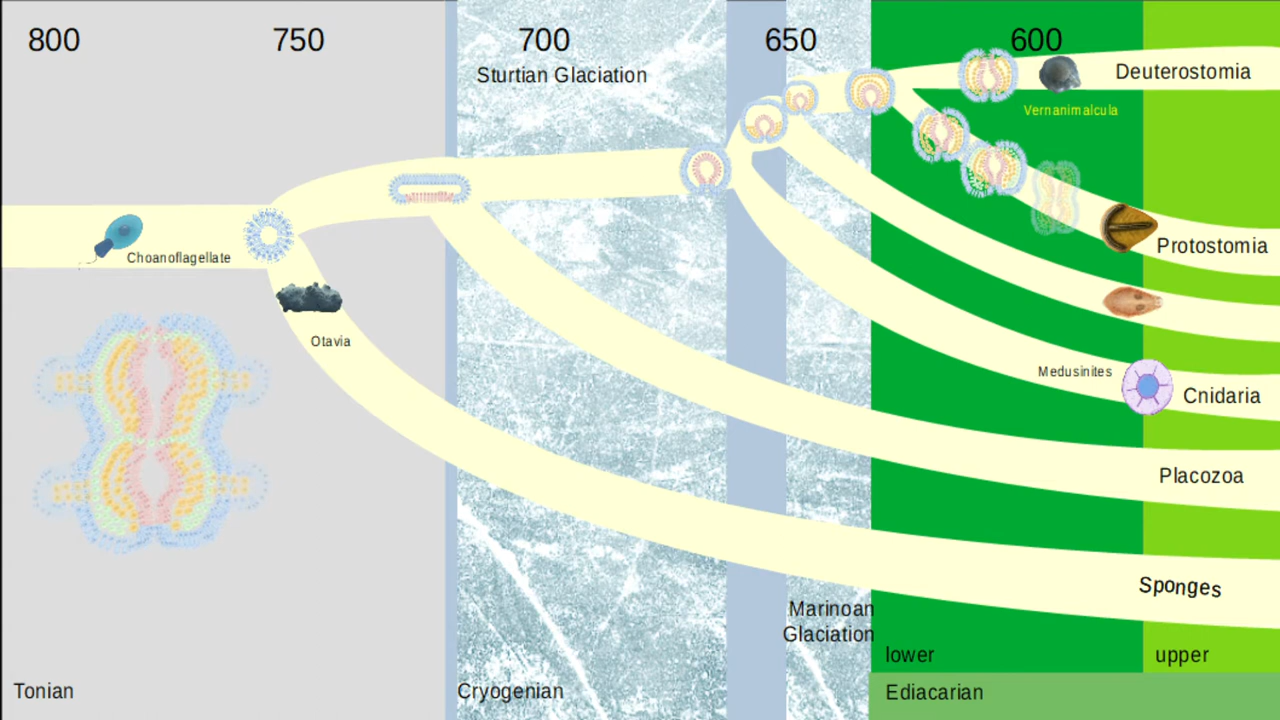 800 750 700 650 600
Sturtian Glaciation
Deuterostomia
Vernanimalcula
Choanoflagellate
Protostomia
Otavia
Medusinites
Cnidaria
Placozoa
Sponges
Marinoan
Glaciation
lower upper
Tonian Cryogenian Ediacarian